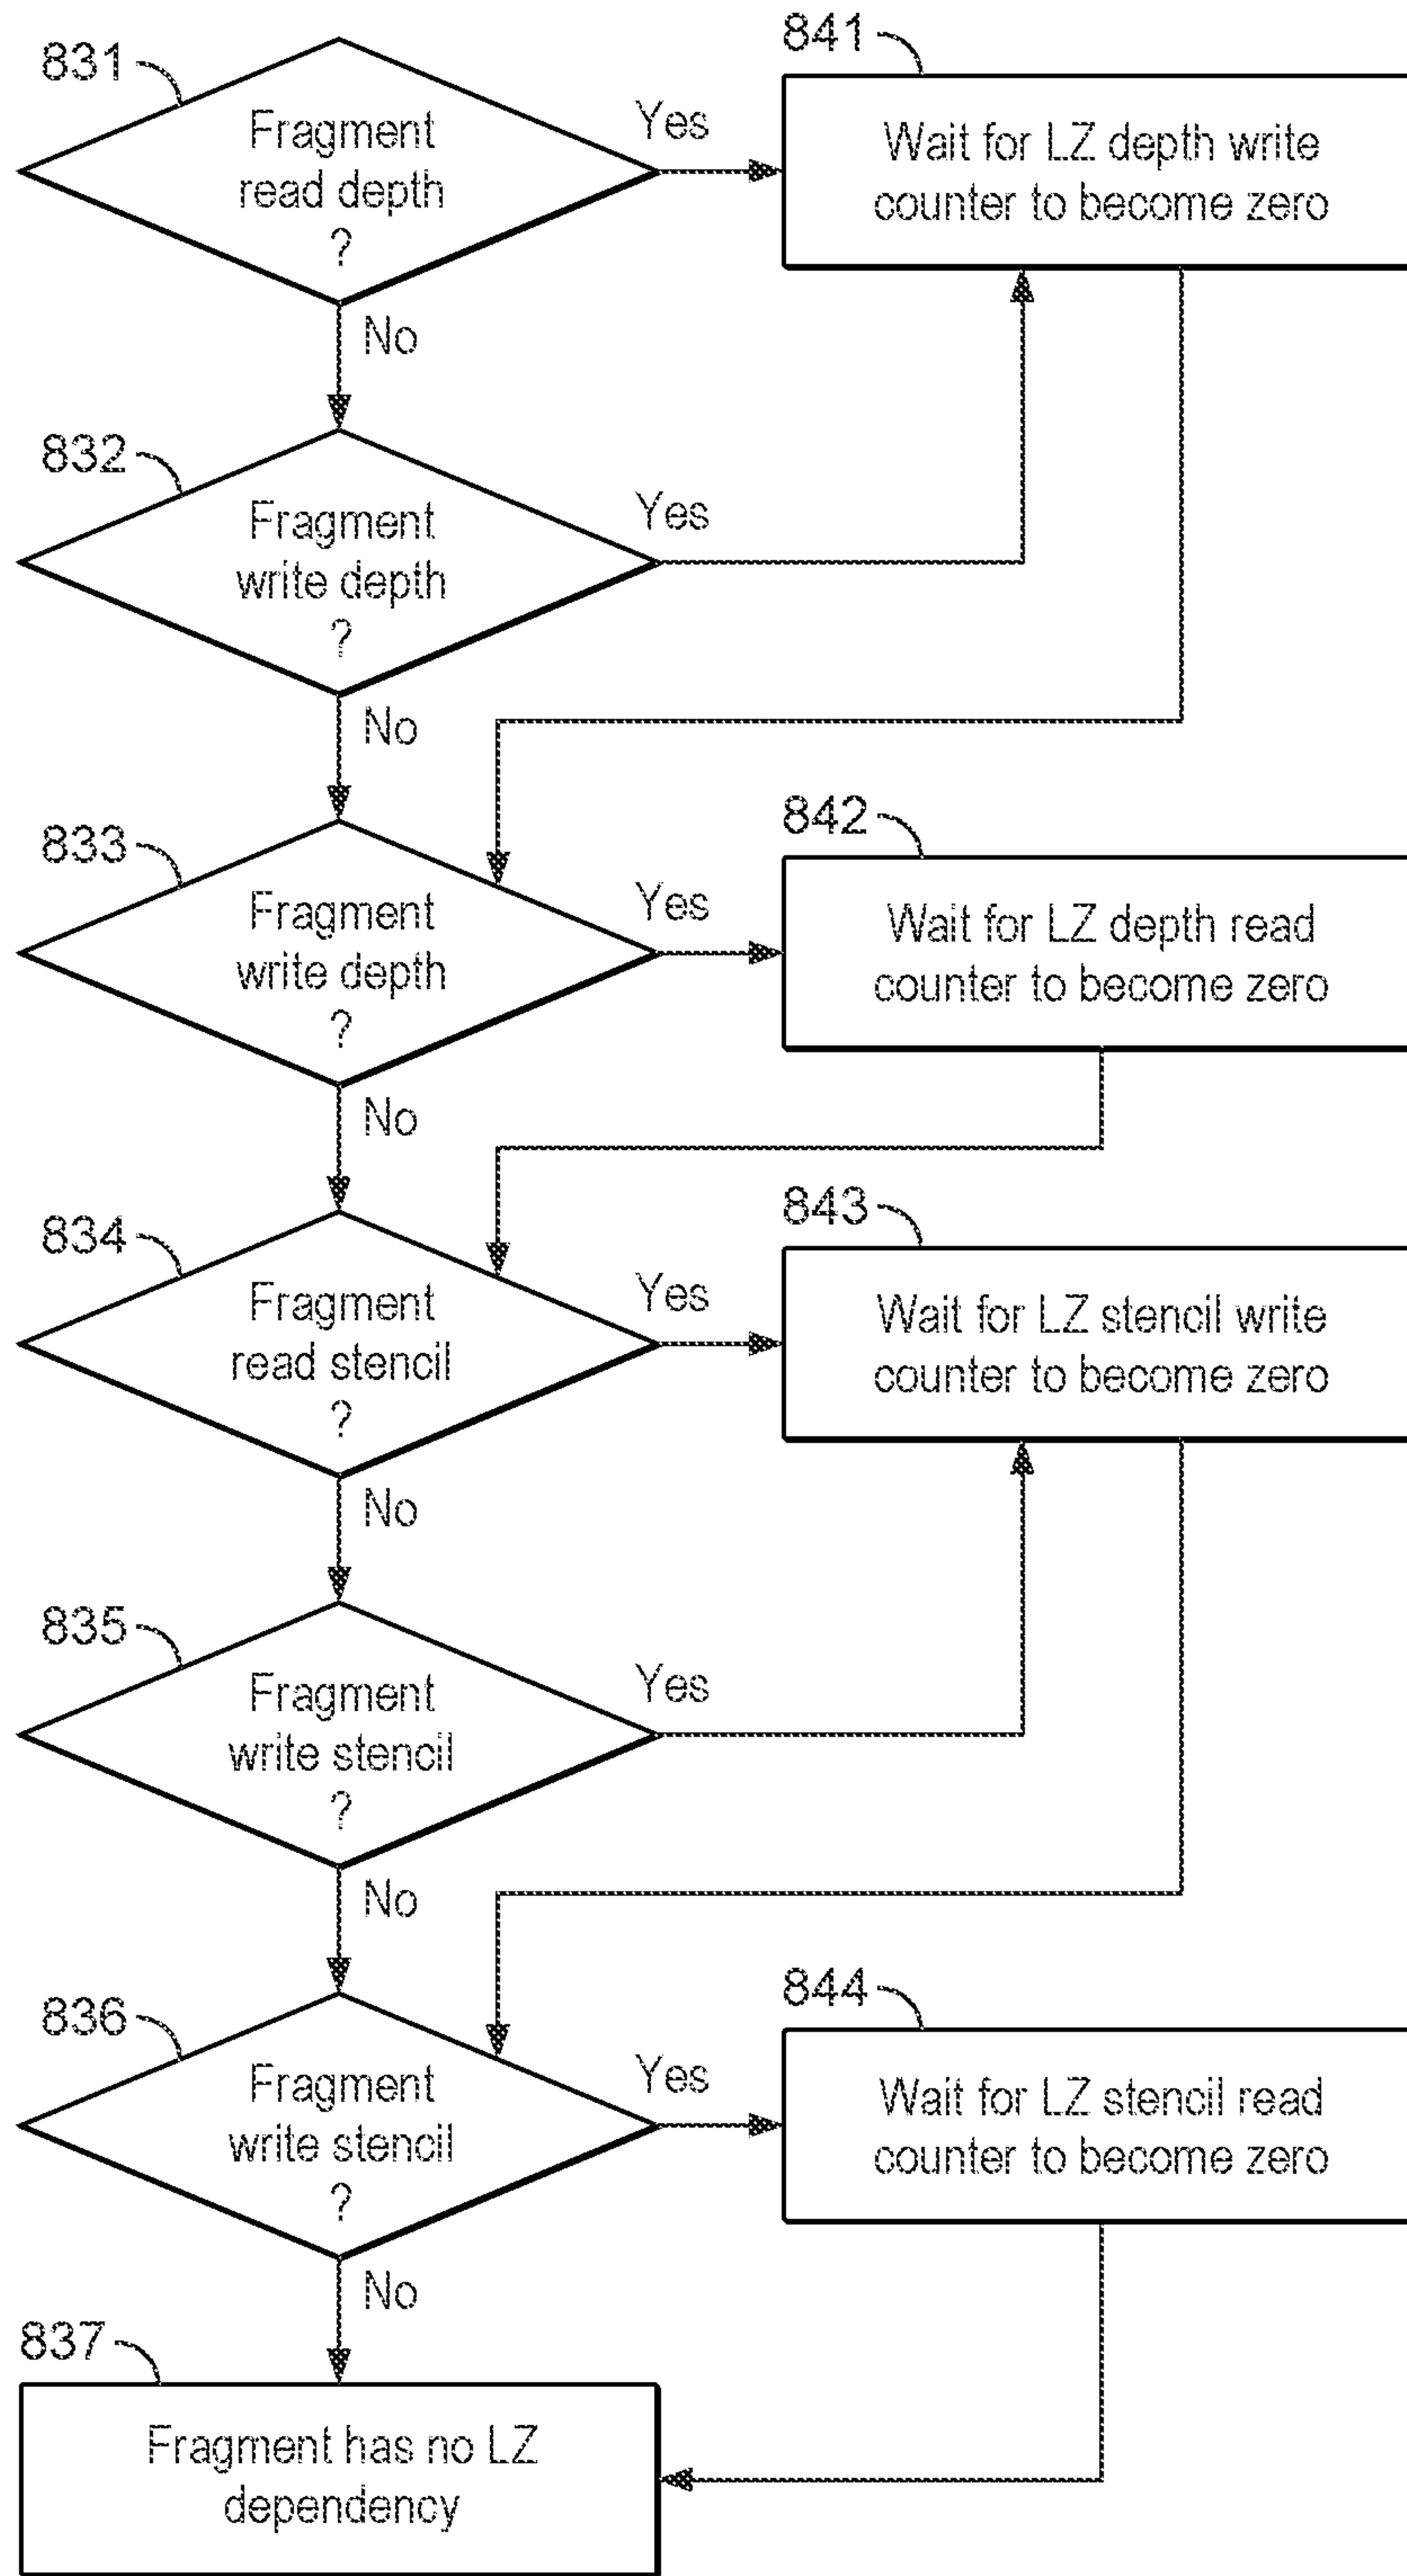 831
Fragment
read depth
?
Yes
No
841
Wait for LZ depth write
counter to become zero
832
Fragment
write depth
?
Yes
No
833
Fragment
write depth
?
Yes
No
842
Wait for LZ depth read
counter to become zero
834
Fragment
read stencil
?
Yes
No
843
Wait for LZ stencil write
counter to become zero
835
Fragment
write stencil
?
Yes
No
836
Fragment
write stencil
?
Yes
No
844
Wait for LZ stencil read
counter to become zero
837
Fragment has no LZ
dependency